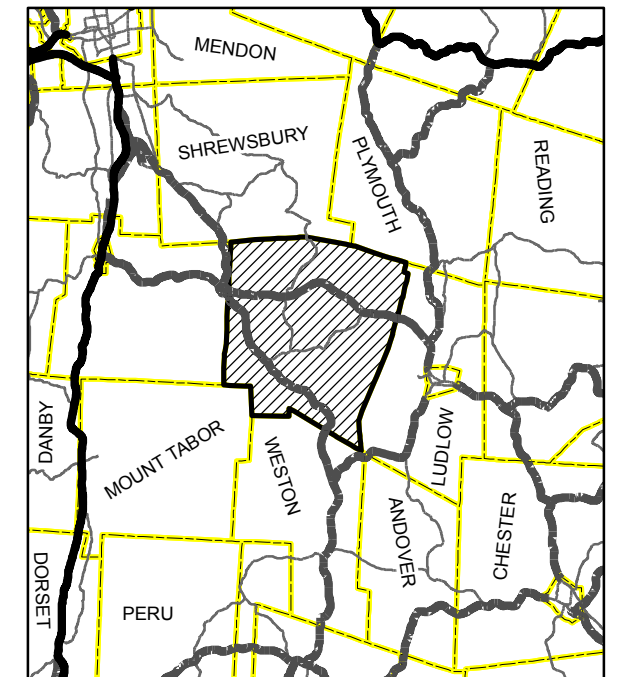 MENDON
SHREWSBURY
PLYMOUTH
READING
DANBY
MOUNT TABOR
WESTON
LUDLOW
ANDOVER
CHESTER
DORSET
PERU